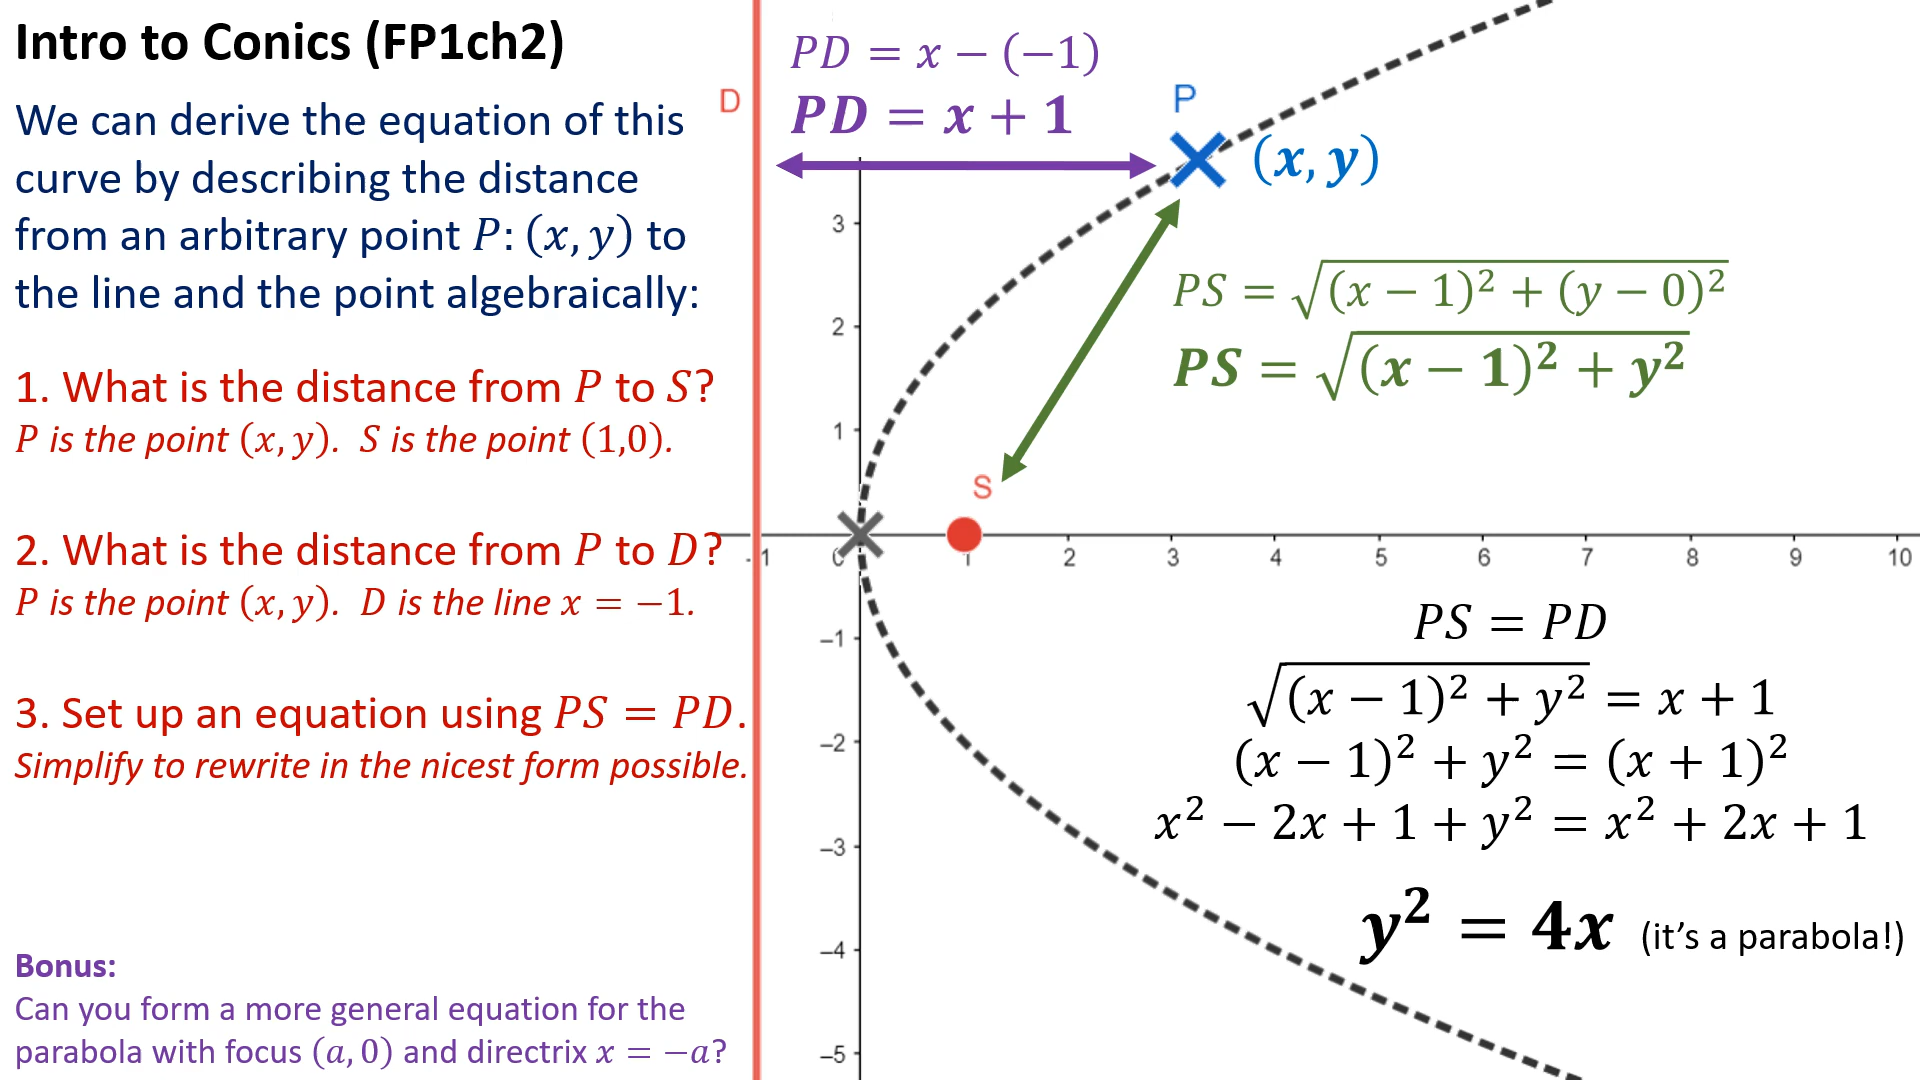 Intro to Conics (FP1ch2)
We can derive the equation of this
curve by describing the distance
from an arbitrary point P: (x, y) to
the line and the point algebraically:
1. What is the distance from P to S?
P is the point (x, y). S is the point (1,0).
2. What is the distance from P to D?
P is the point (x, y). D is the line x = −1.
3. Set up an equation using PS = PD.
Simplify to rewrite in the nicest form possible.
Bonus:
Can you form a more general equation for the
parabola with focus (a, 0) and directrix x = −a?
D
PD = x − (−1)
PD = x + 1
P
(x, y)
PS = √((x − 1)² + (y − 0)²)
PS = √((x − 1)² + y²)
S
3
2
1
-1 0 1 2 3 4 5 6 7 8 9 10
–1
–2
–3
–4
–5
PS = PD
√((x − 1)² + y²) = x + 1
(x − 1)² + y² = (x + 1)²
x² − 2x + 1 + y² = x² + 2x + 1
y² = 4x (it's a parabola!)